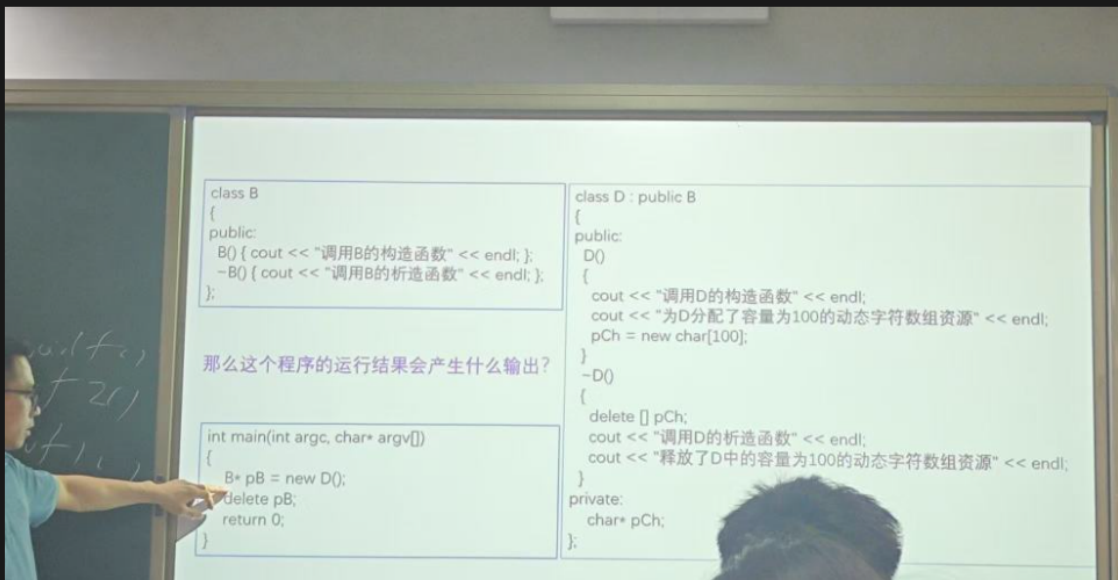 class B
{
public:
B() { cout << "调用B的构造函数" << endl; };
~B() { cout << "调用B的析造函数" << endl; };
};
那么这个程序的运行结果会产生什么输出?
int main(int argc, char* argv[])
{
B* pB = new D();
delete pB;
return 0;
}
class D : public B
{
public:
D()
{
cout << "调用D的构造函数" << endl;
cout << "为D分配了容量为100的动态字符数组资源" << endl;
pCh = new char[100];
}
~D()
{
delete [] pCh;
cout << "调用D的析造函数" << endl;
cout << "释放了D中的容量为100的动态字符数组资源" << endl;
}
private:
char* pCh;
};